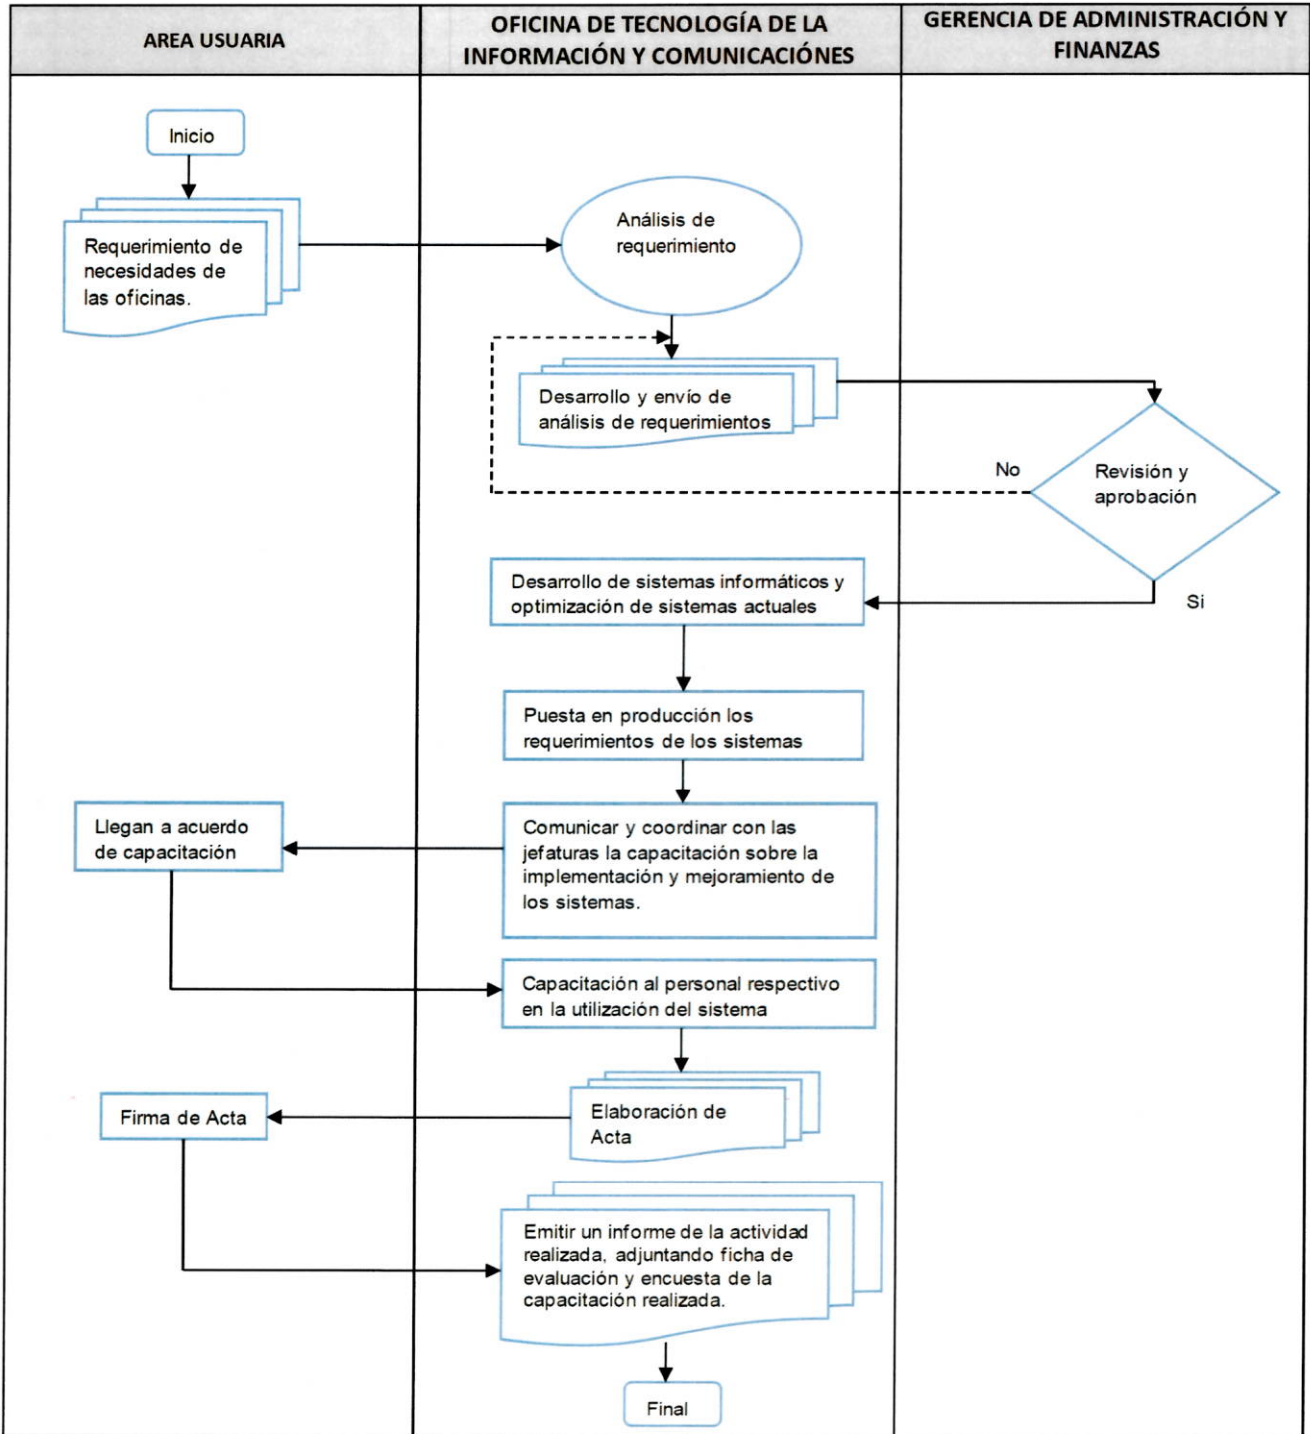 AREA USUARIA
OFICINA DE TECNOLOGÍA DE LA
INFORMACIÓN Y COMUNICACIÓNES
GERENCIA DE ADMINISTRACIÓN Y
FINANZAS
Inicio
Requerimiento de
necesidades de
las oficinas.
Análisis de
requerimiento
Desarrollo y envío de
análisis de requerimientos
No
Revisión y
aprobación
Si
Desarrollo de sistemas informáticos y
optimización de sistemas actuales
Puesta en producción los
requerimientos de los sistemas
Comunicar y coordinar con las
jefaturas la capacitación sobre la
implementación y mejoramiento de
los sistemas.
Llegan a acuerdo
de capacitación
Capacitación al personal respectivo
en la utilización del sistema
Elaboración de
Acta
Firma de Acta
Emitir un informe de la actividad
realizada, adjuntando ficha de
evaluación y encuesta de la
capacitación realizada.
Final